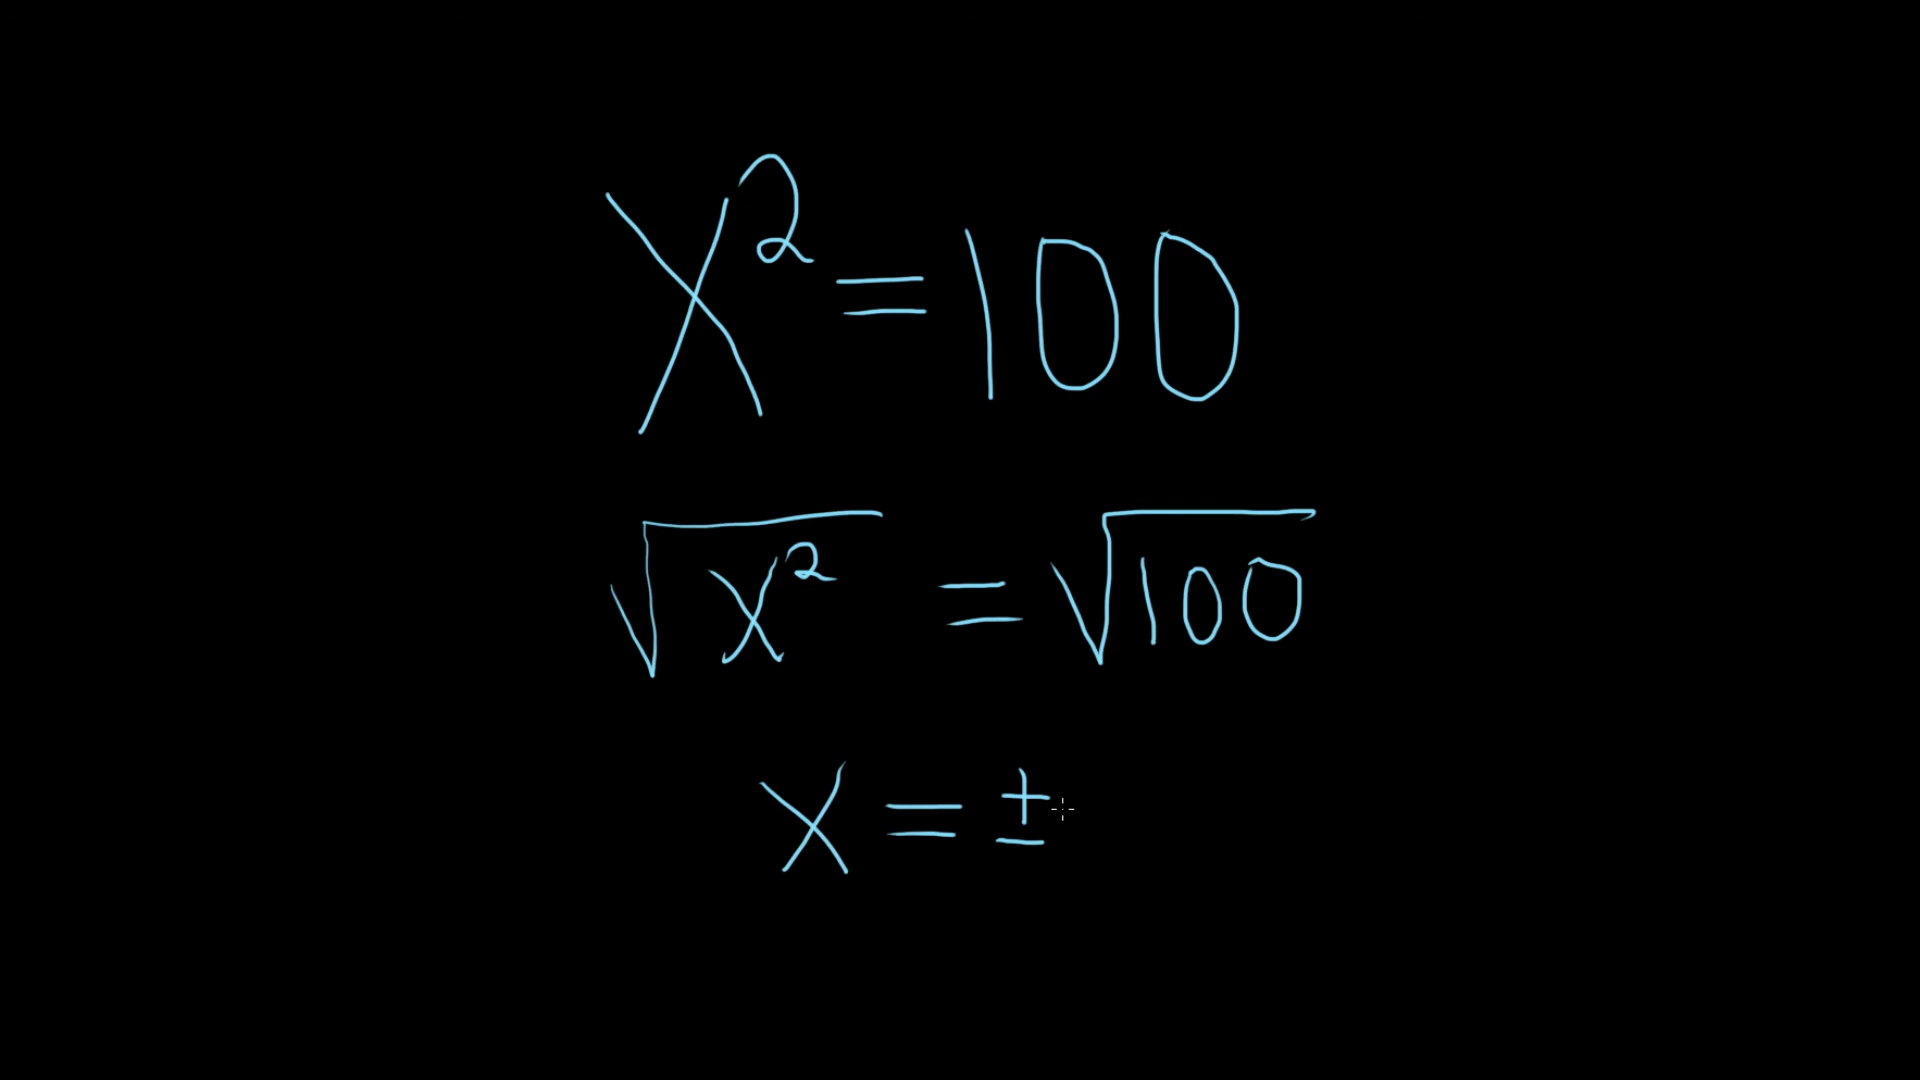 x² = 100
√x² = √100
x = ±